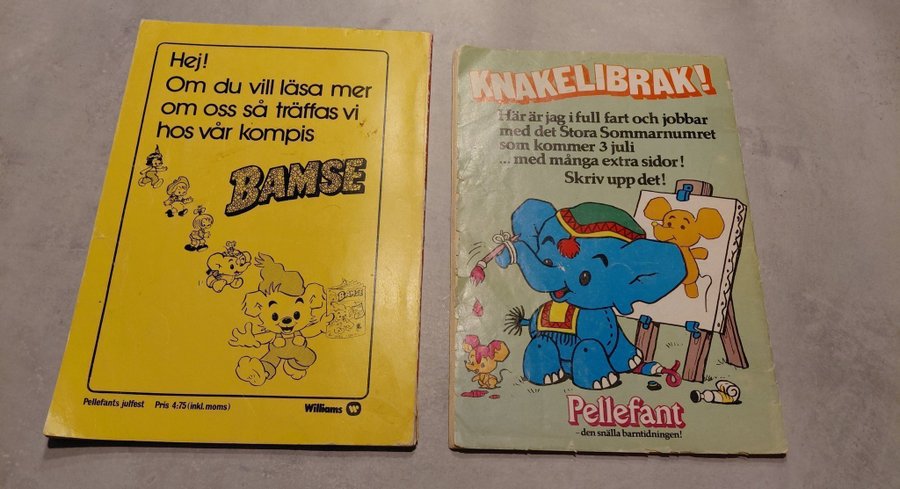 Hej!
Om du vill läsa mer
om oss så träffas vi
hos vår kompis
BAMSE
BAMSE
Pellefants julfest Pris 4:75 (inkl. moms)
Williams W
KNAKELIBRAK!
Här är jag i full fart och jobbar
med det Stora Sommarnumret
som kommer 3 juli
... med många extra sidor!
Skriv upp det!
Pellefant
- den snälla barntidningen!